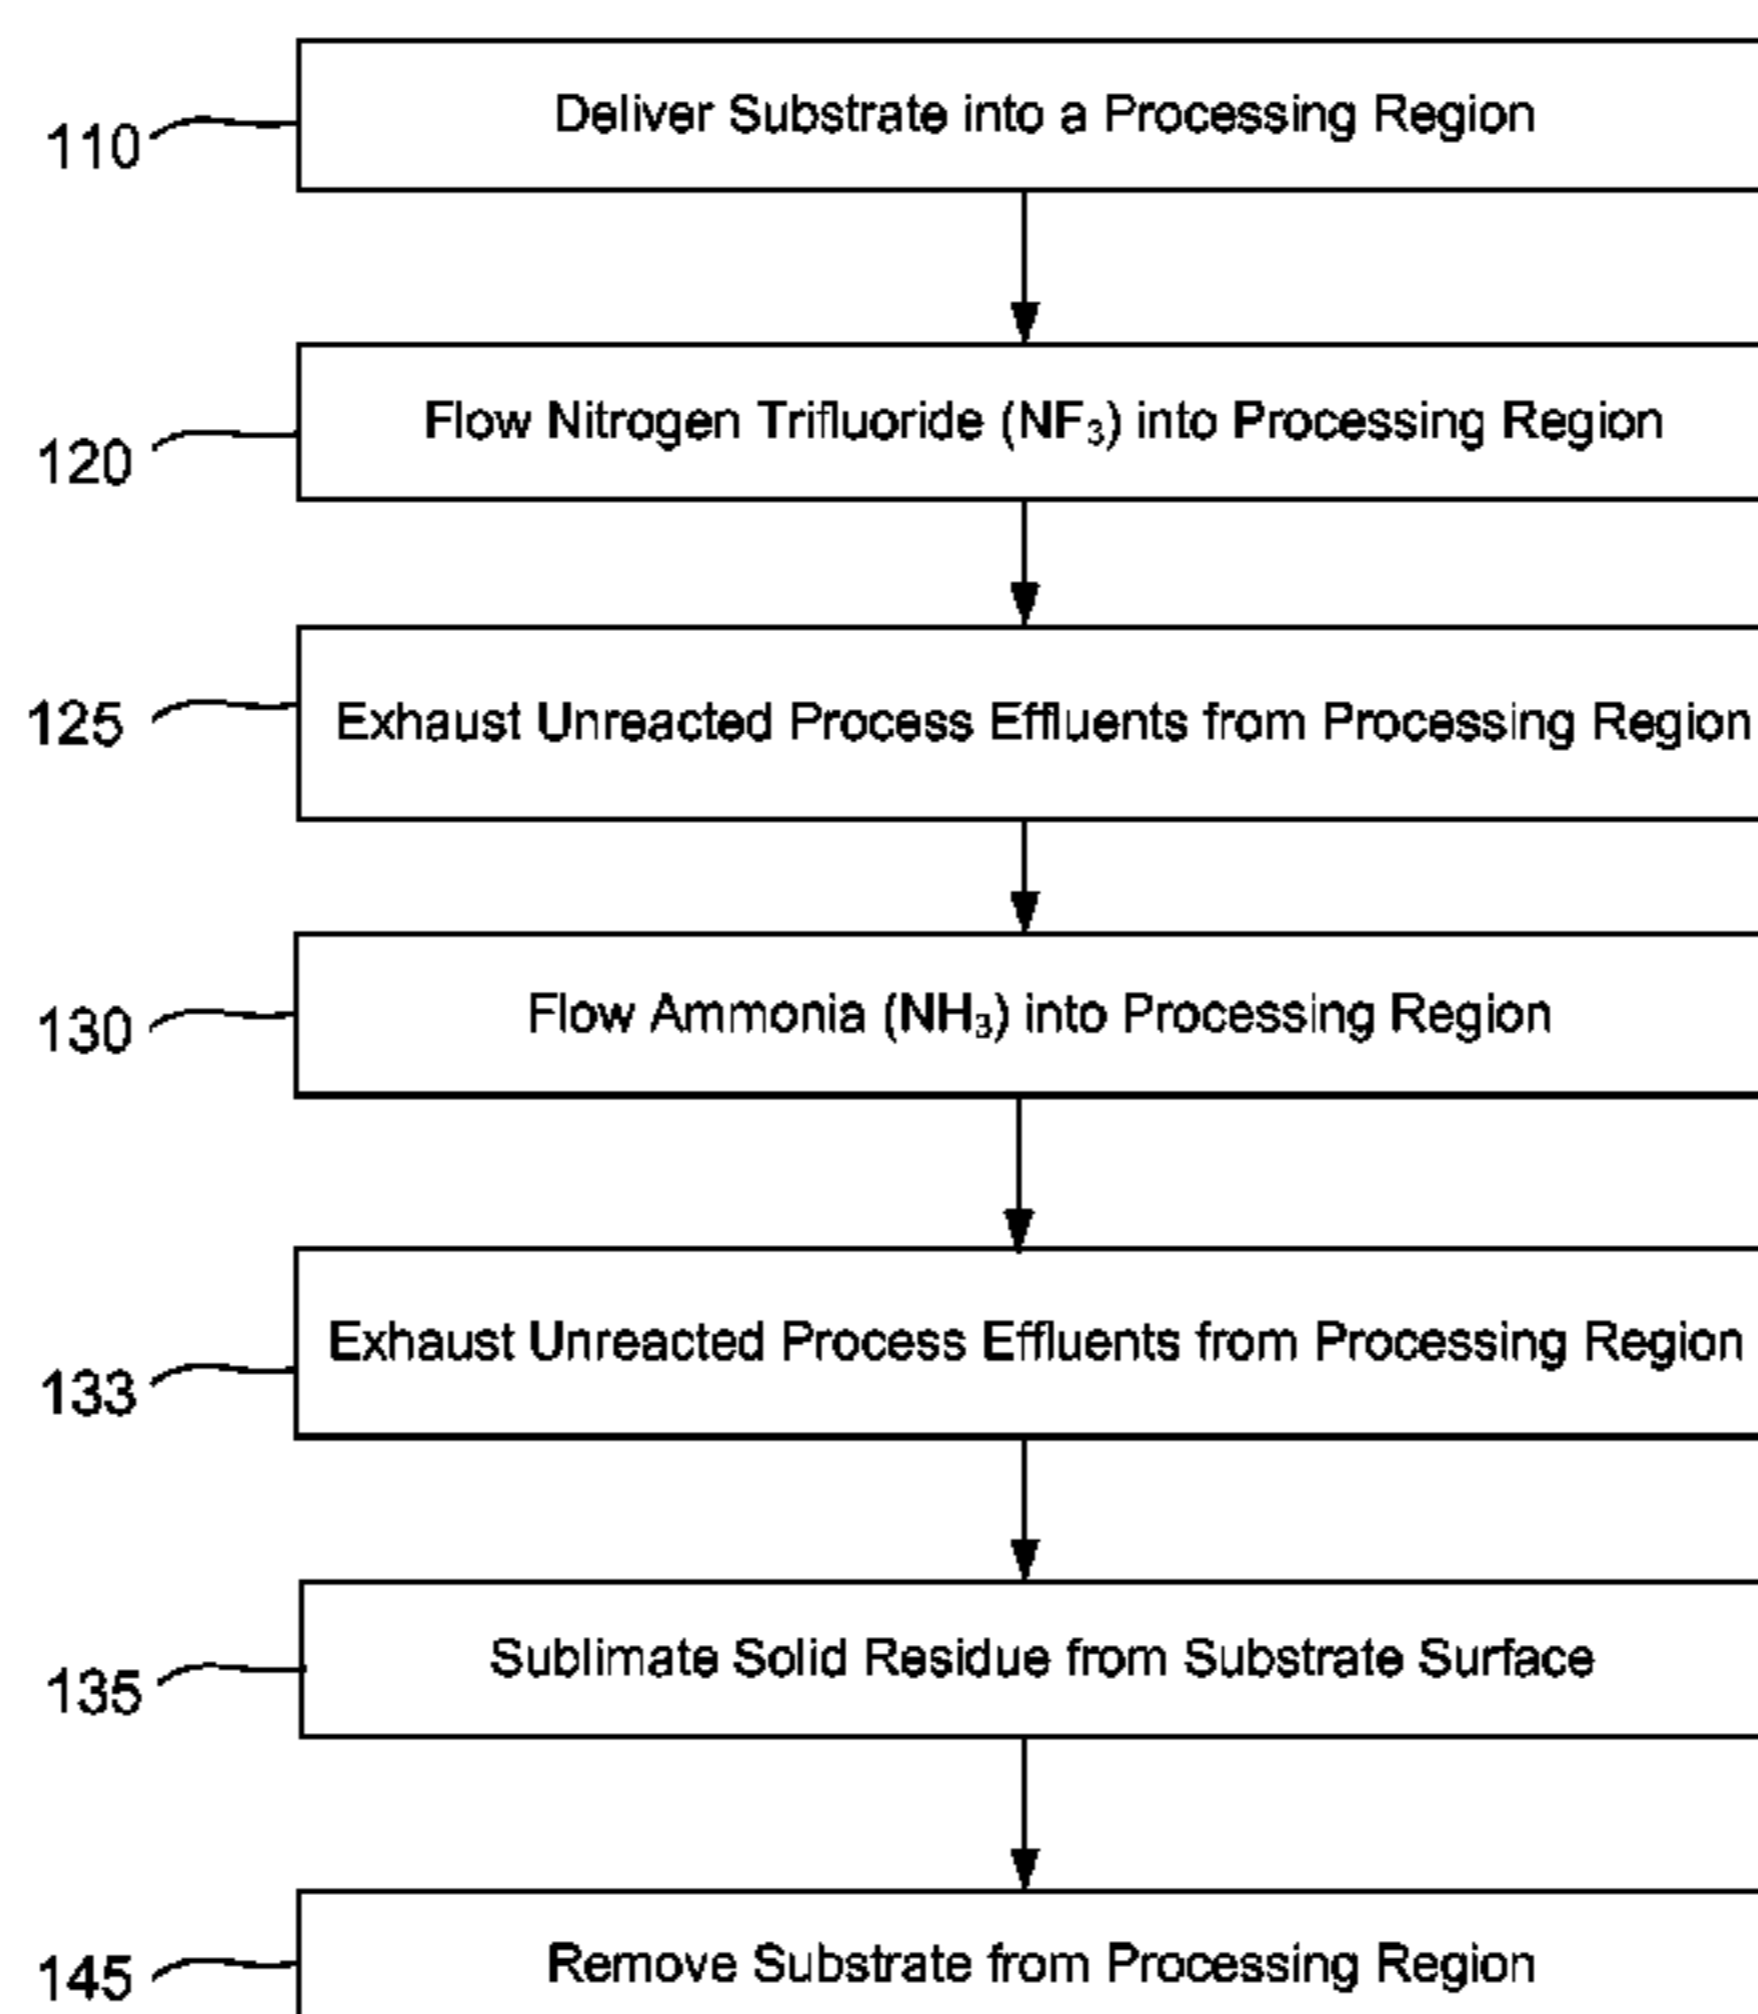 110 Deliver Substrate into a Processing Region
120 Flow Nitrogen Trifluoride (NF₃) into Processing Region
125 Exhaust Unreacted Process Effluents from Processing Region
130 Flow Ammonia (NH₃) into Processing Region
133 Exhaust Unreacted Process Effluents from Processing Region
135 Sublimate Solid Residue from Substrate Surface
145 Remove Substrate from Processing Region